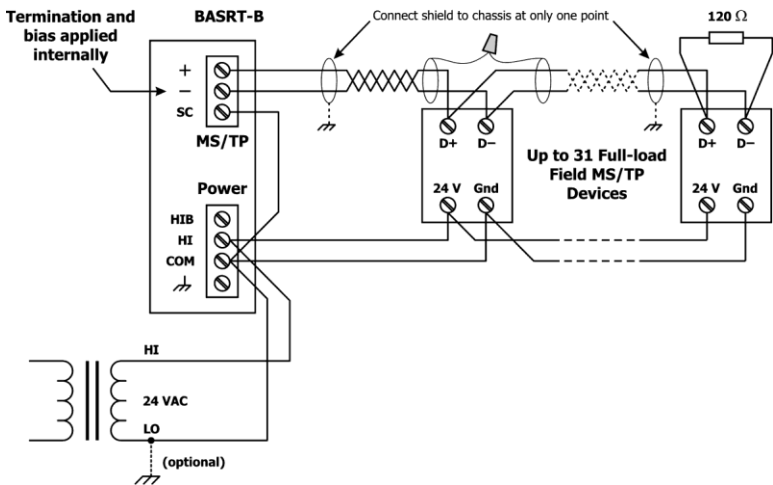 Termination and
bias applied
internally
BASRT-B
Connect shield to chassis at only one point
120 Ω
+
−
SC
MS/TP
D+ D−
D+ D−
Up to 31 Full-load
Field MS/TP
Devices
Power
24 V Gnd
24 V Gnd
HIB
HI
COM
HI
24 VAC
LO
(optional)